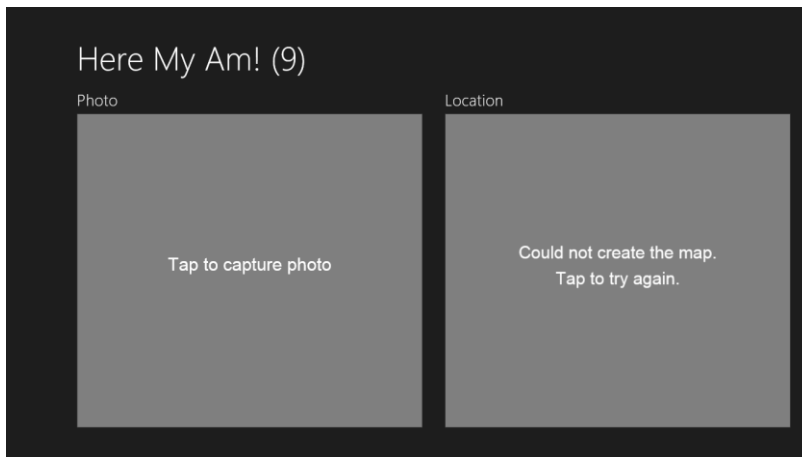 Here My Am! (9)
Photo
Location
Tap to capture photo
Could not create the map.
Tap to try again.